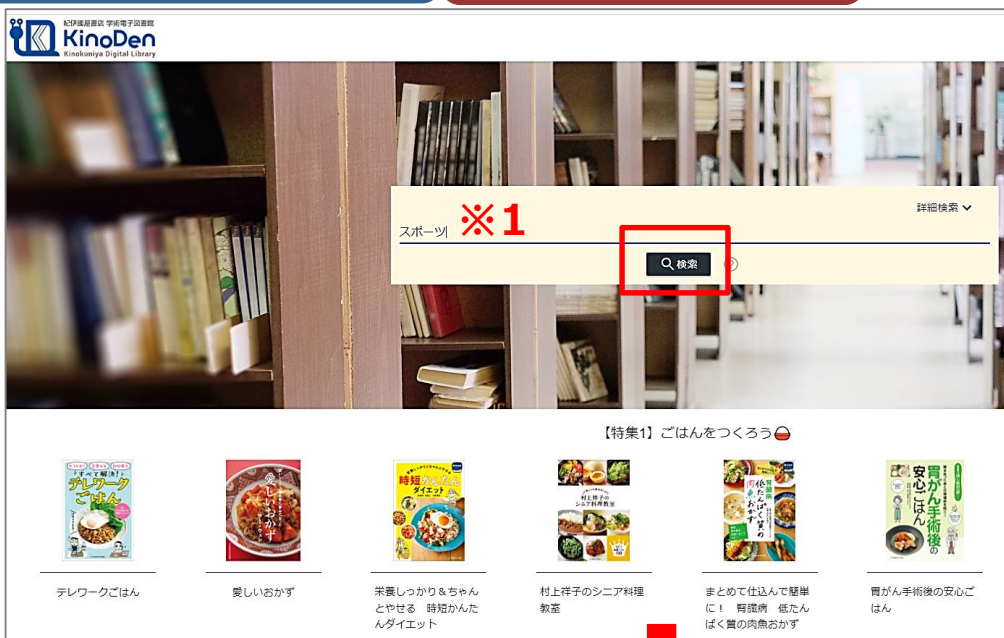 紀伊國屋書店 学術電子図書館
KinoDen
Kinokuniya Digital Library
詳細検索
スポーツ ※1
検索 ?
【特集1】ごはんをつくろう
すべて解決!
テレワーク
ごはん
愛しいおかず
時短かんたん
ダイエット
村上祥子の
シニア料理教室
腎臓病
低たんぱく質の
肉魚おかず
胃がん手術後の
安心ごはん
テレワークごはん
愛しいおかず
栄養しっかり&ちゃん
とやせる 時短かんた
んダイエット
村上祥子のシニア料理
教室
まとめて仕込んで簡単
に! 腎臓病 低たん
ぱく質の肉魚おかず
胃がん手術後の安心ご
はん